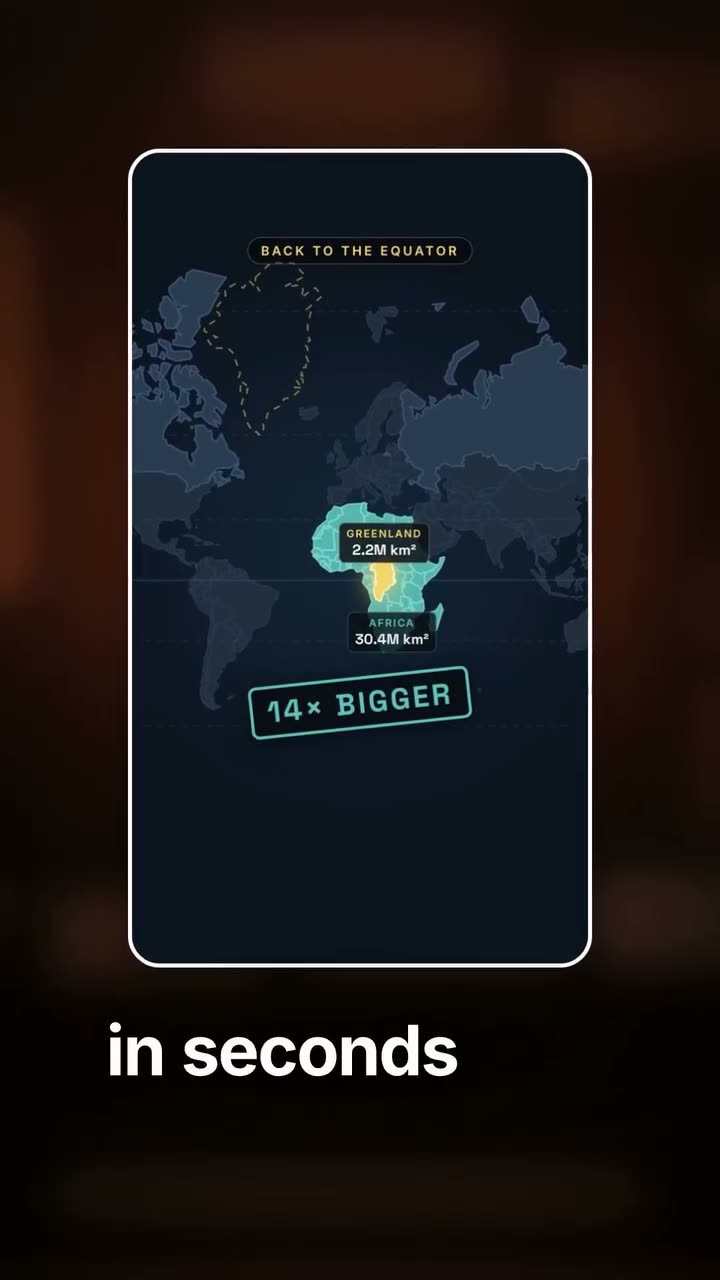 BACK TO THE EQUATOR
GREENLAND
2.2M km²
AFRICA
30.4M km²
14× BIGGER
in seconds